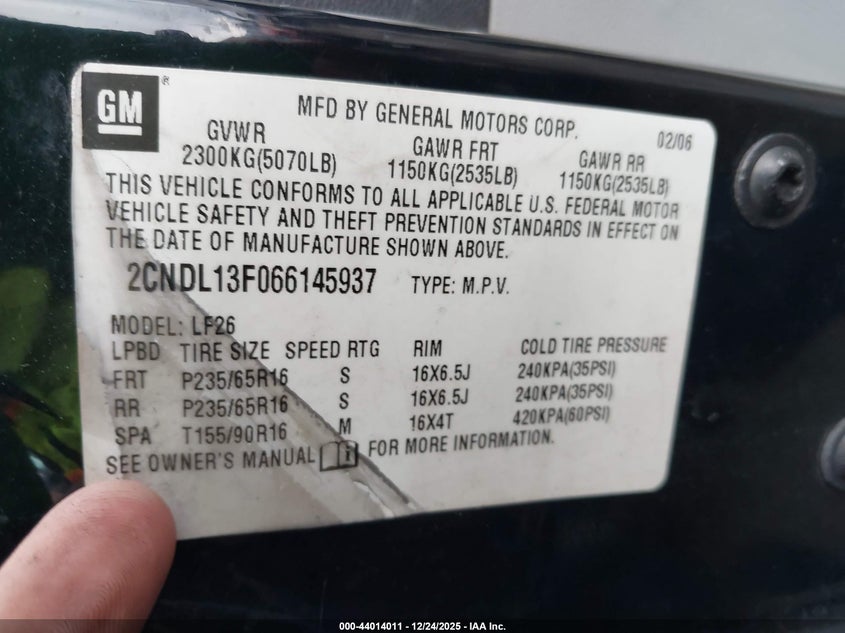 GM
MFD BY GENERAL MOTORS CORP. 02/06
GVWR GAWR FRT GAWR RR
2300KG(5070LB) 1150KG(2535LB) 1150KG(2535LB)
THIS VEHICLE CONFORMS TO ALL APPLICABLE U.S. FEDERAL MOTOR
VEHICLE SAFETY AND THEFT PREVENTION STANDARDS IN EFFECT ON
THE DATE OF MANUFACTURE SHOWN ABOVE.
2CNDL13F066145937 TYPE: M.P.V.
MODEL: LF26
LPBD TIRE SIZE SPEED RTG RIM COLD TIRE PRESSURE
FRT P235/65R16 S 16X6.5J 240KPA(35PSI)
RR P235/65R16 S 16X6.5J 240KPA(35PSI)
SPA T155/90R16 M 16X4T 420KPA(60PSI)
SEE OWNER'S MANUAL FOR MORE INFORMATION.
000-44014011 - 12/24/2025 - IAA Inc.